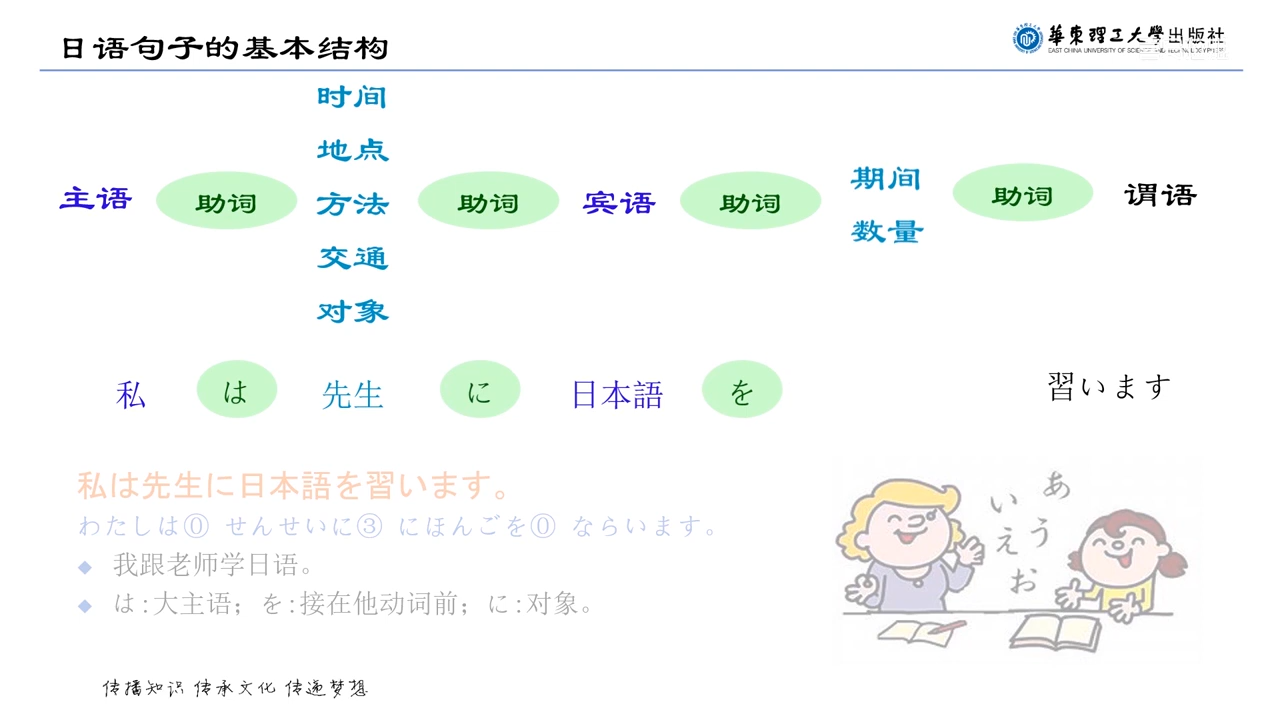 日语句子的基本结构
華東理工大學出版社
时间
地点
主语 助词 方法 助词 宾语 助词 期间 助词 谓语
数量
交通
对象
私 は 先生 に 日本語 を 習います
私は先生に日本語を習います。
わたしは⓪ せんせいに③ にほんごを⓪ ならいます。
◆ 我跟老师学日语。
◆ は:大主语；を:接在他动词前；に:对象。
あ
い
う
え
お
传播知识 传承文化 传递梦想